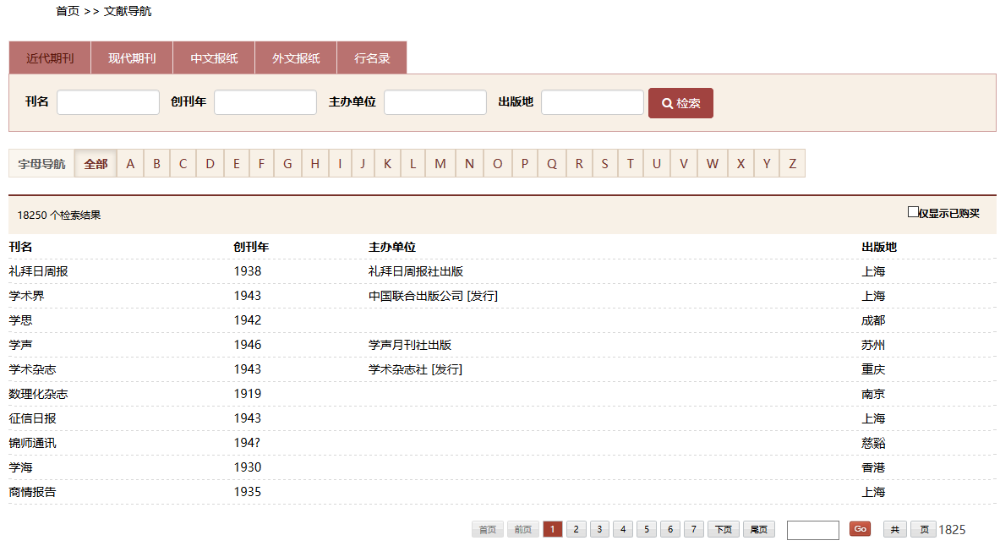 首页 >> 文献导航
近代期刊 现代期刊 中文报纸 外文报纸 行名录
刊名 创刊年 主办单位 出版地 检索
字母导航 全部 A B C D E F G H I J K L M N O P Q R S T U V W X Y Z
18250 个检索结果 仅显示已购买
刊名 创刊年 主办单位 出版地
礼拜日周报 1938 礼拜日周报社出版 上海
学术界 1943 中国联合出版公司 [发行] 上海
学思 1942 成都
学声 1946 学声月刊社出版 苏州
学术杂志 1943 学术杂志社 [发行] 重庆
数理化杂志 1919 南京
征信日报 1943 上海
锦师通讯 194? 慈谿
学海 1930 香港
商情报告 1935 上海
首页 前页 1 2 3 4 5 6 7 下页 尾页 Go 共 页 1825